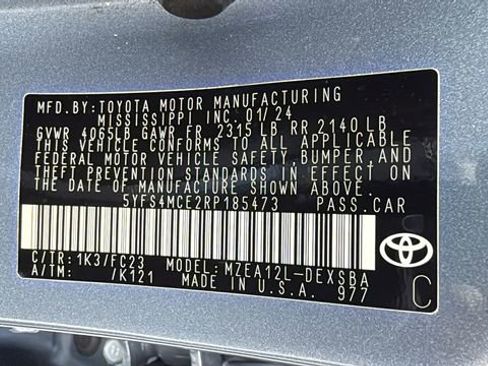 MFD.BY:TOYOTA MOTOR MANUFACTURING
MISSISSIPPI INC. 01/24
GVWR 4065LB GAWR FR 2315 LB RR 2140 LB
THIS VEHICLE CONFORMS TO ALL APPLICABLE
FEDERAL MOTOR VEHICLE SAFETY, BUMPER, AND
THEFT PREVENTION STANDARDS IN EFFECT ON
THE DATE OF MANUFACTURE SHOWN ABOVE.
5YFS4MCE2RP185473 PASS.CAR
C/TR:1K3/FC23 MODEL:MZEA12L-DEXSBA
A/TM: /K121 MADE IN U.S.A. 977
C